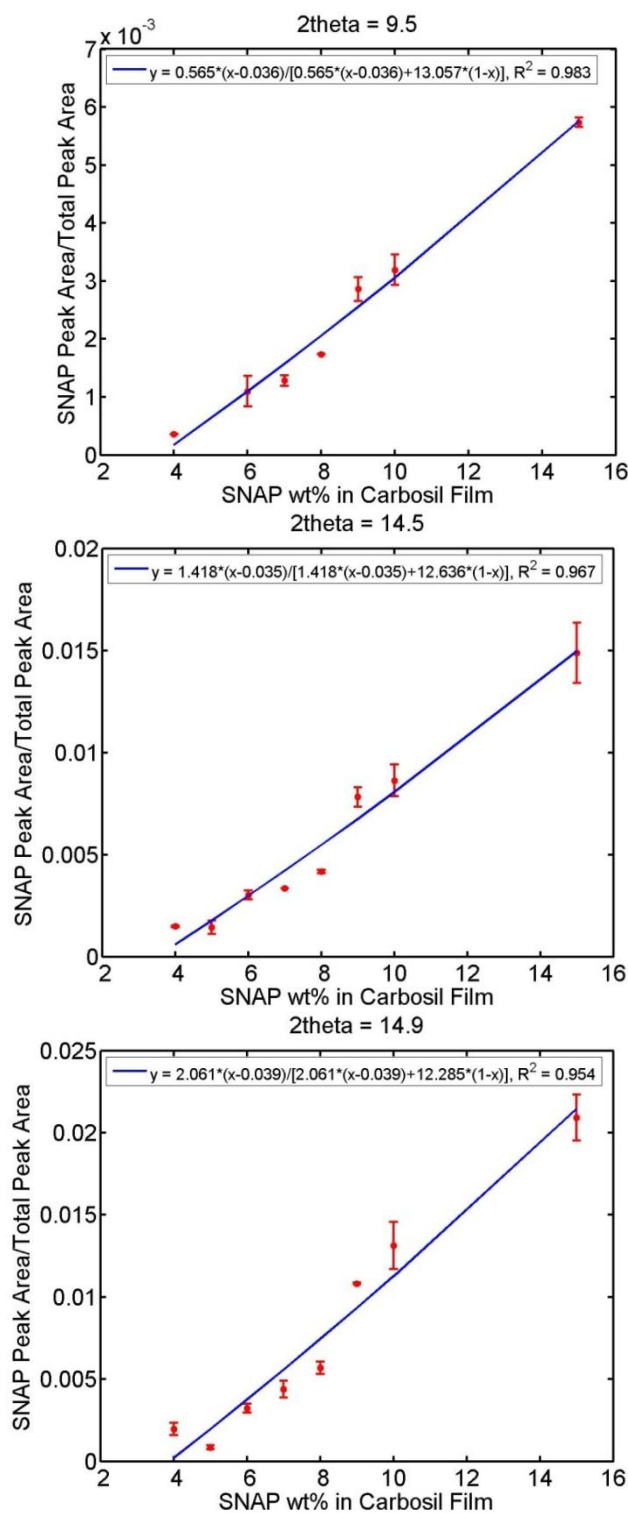 2theta = 9.5
x 10^-3
y = 0.565*(x-0.036)/[0.565*(x-0.036)+13.057*(1-x)], R^2 = 0.983
SNAP Peak Area/Total Peak Area
7
6
5
4
3
2
1
0
2 4 6 8 10 12 14 16
SNAP wt% in Carbosil Film
2theta = 14.5
y = 1.418*(x-0.035)/[1.418*(x-0.035)+12.636*(1-x)], R^2 = 0.967
SNAP Peak Area/Total Peak Area
0.02
0.015
0.01
0.005
0
2 4 6 8 10 12 14 16
SNAP wt% in Carbosil Film
2theta = 14.9
y = 2.061*(x-0.039)/[2.061*(x-0.039)+12.285*(1-x)], R^2 = 0.954
SNAP Peak Area/Total Peak Area
0.025
0.02
0.015
0.01
0.005
0
2 4 6 8 10 12 14 16
SNAP wt% in Carbosil Film